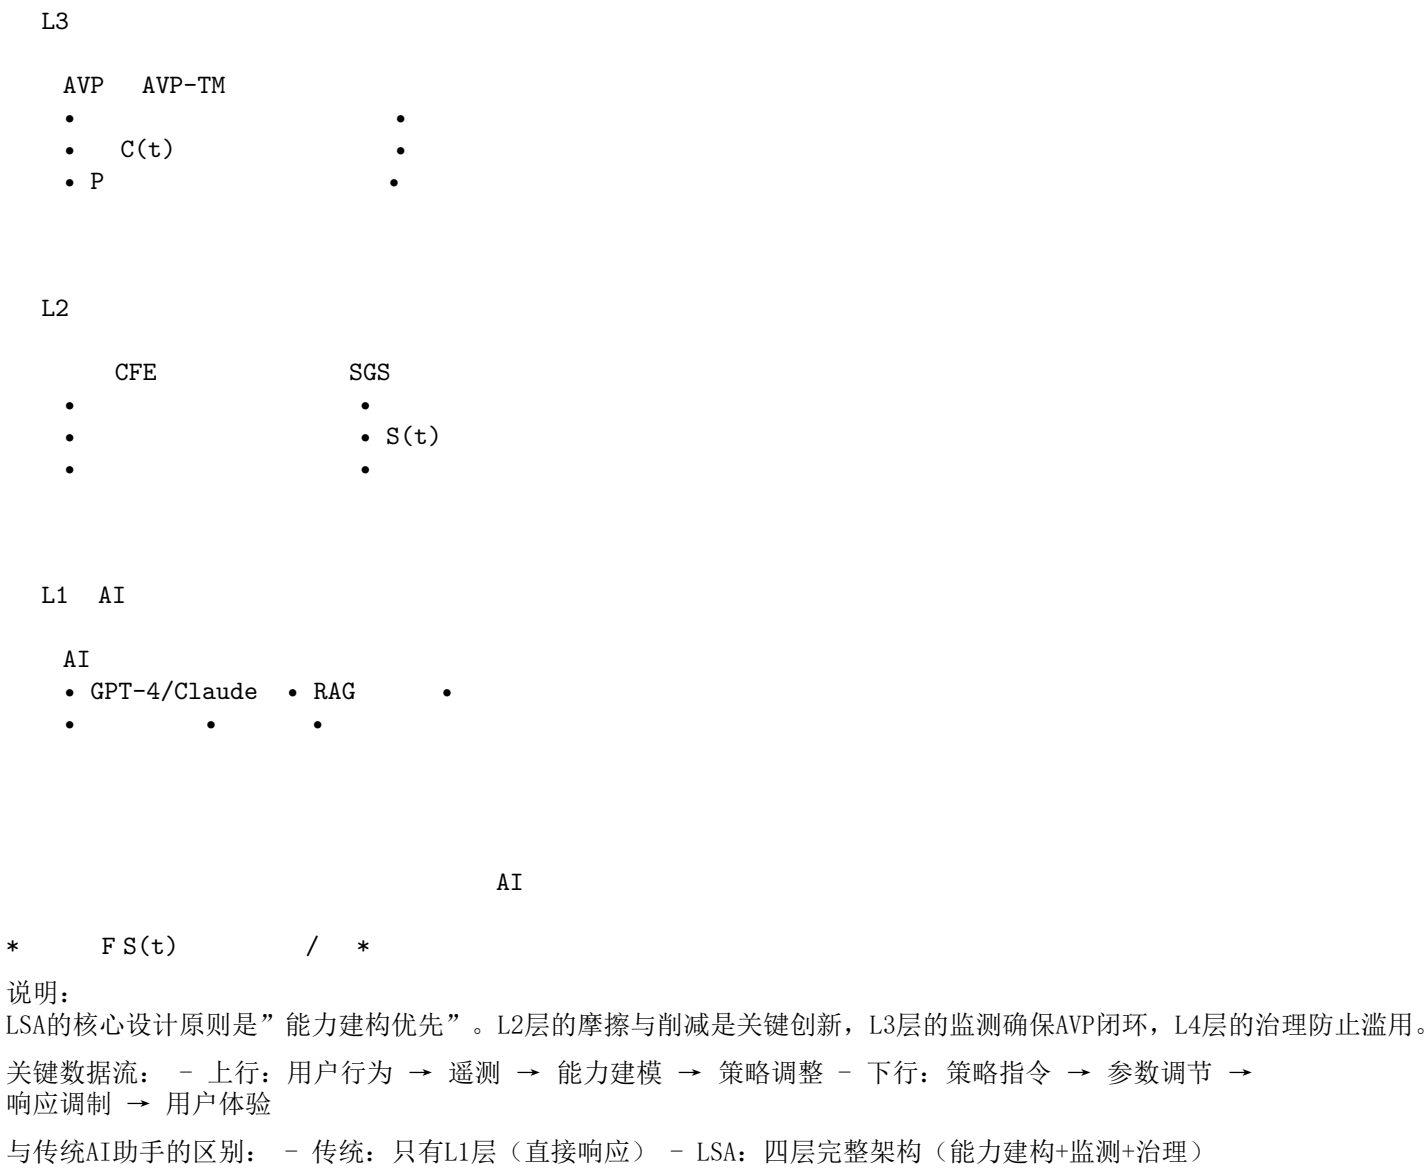 L3
AVP AVP-TM
• •
• C(t) •
• P •
L2
CFE SGS
• •
• • S(t)
• •
L1 AI
AI
• GPT-4/Claude • RAG •
• • •
AI
* F S(t) / *
说明：
LSA的核心设计原则是”能力建构优先”。L2层的摩擦与削减是关键创新，L3层的监测确保AVP闭环，L4层的治理防止滥用。
关键数据流： - 上行：用户行为 → 遥测 → 能力建模 → 策略调整 - 下行：策略指令 → 参数调节 →
响应调制 → 用户体验
与传统AI助手的区别： - 传统：只有L1层（直接响应） - LSA：四层完整架构（能力建构+监测+治理）